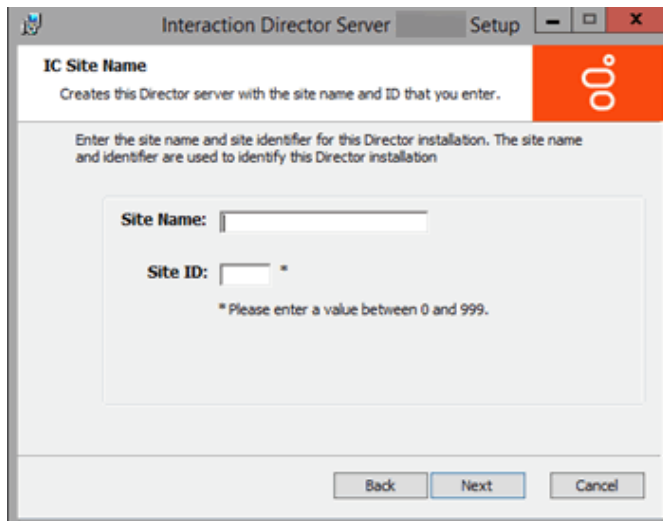 Interaction Director Server Setup
IC Site Name
Creates this Director server with the site name and ID that you enter.
Enter the site name and site identifier for this Director installation. The site name
and identifier are used to identify this Director installation
Site Name:
Site ID: *
* Please enter a value between 0 and 999.
Back Next Cancel